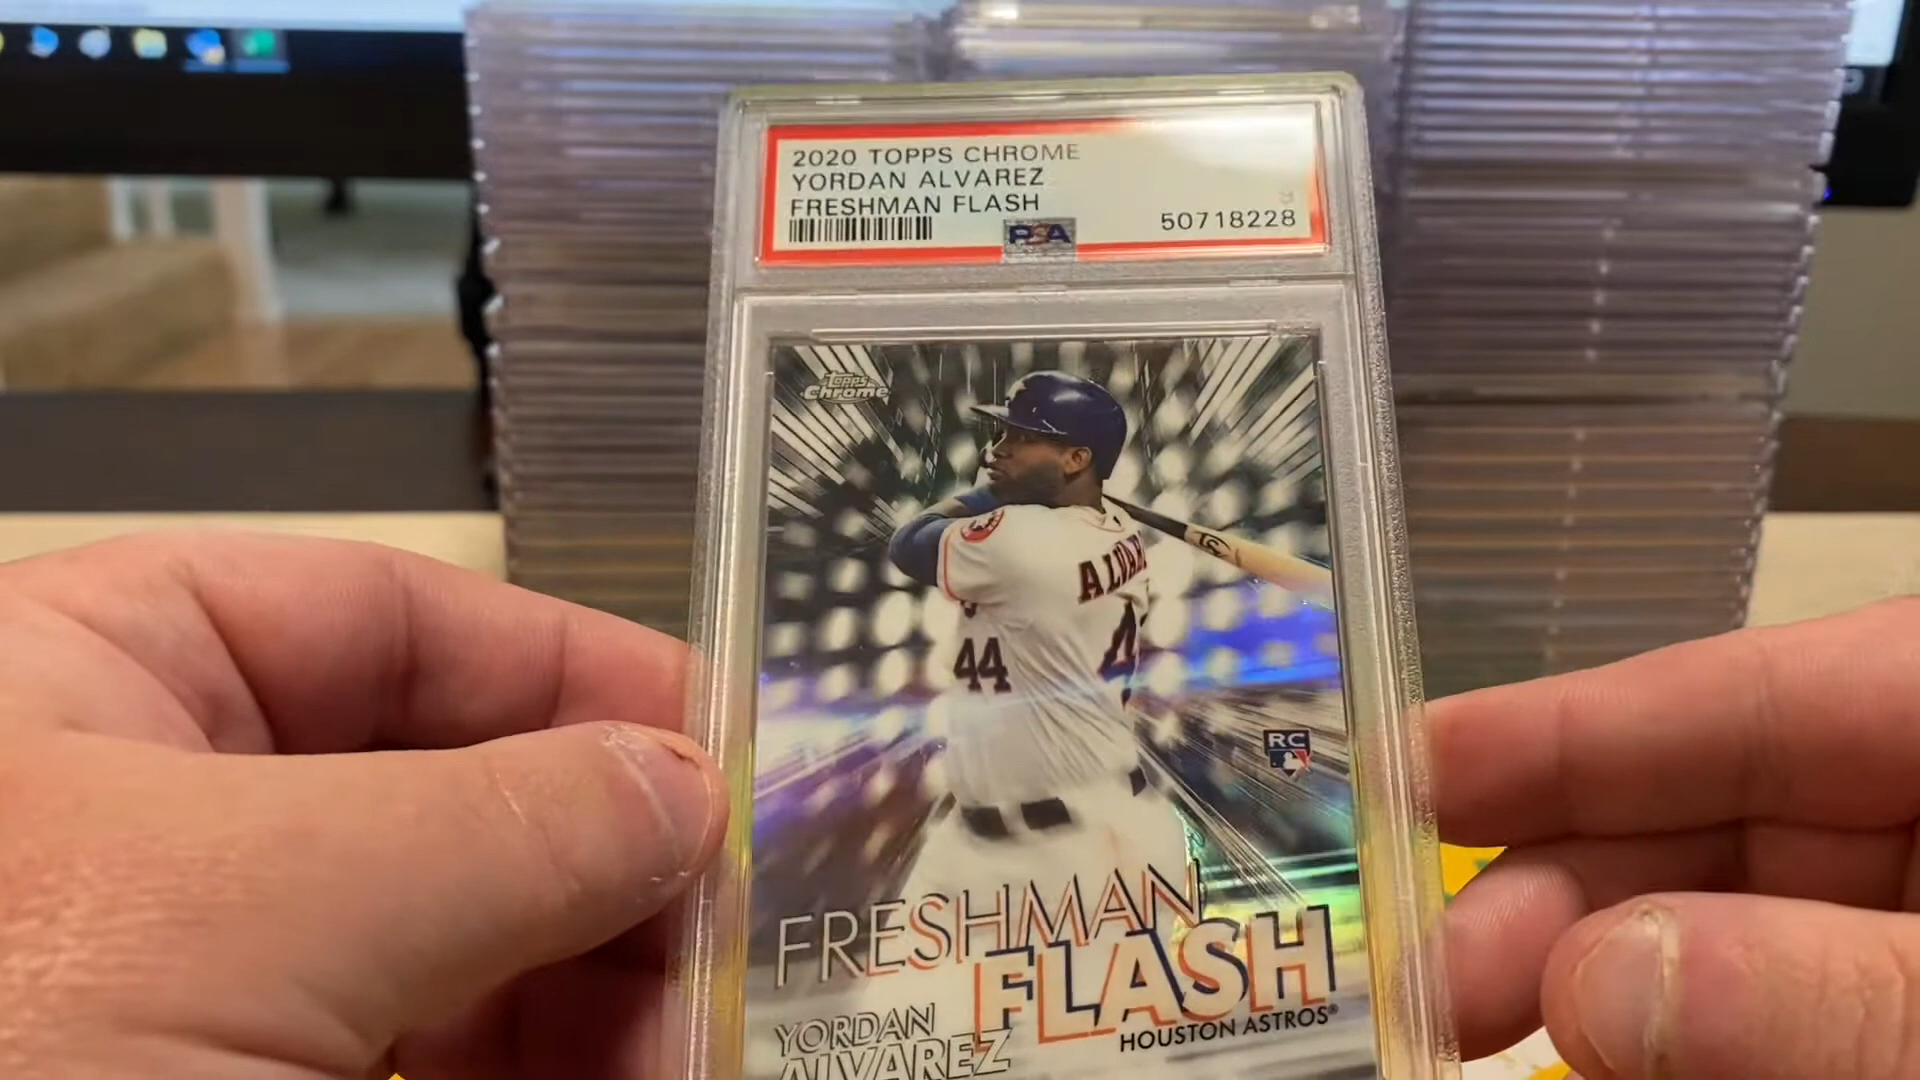 2020 TOPPS CHROME
YORDAN ALVAREZ
FRESHMAN FLASH
9
50718228
PSA
Topps
Chrome
44
RC
FRESHMAN
FLASH
YORDAN
ALVAREZ
HOUSTON ASTROS®